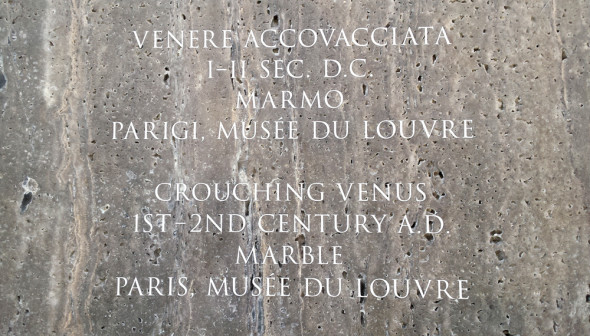 VENERE ACCOVACCIATA
I-II SEC. D.C.
MARMO
PARIGI, MUSÉE DU LOUVRE
CROUCHING VENUS
1ST-2ND CENTURY A.D.
MARBLE
PARIS, MUSÉE DU LOUVRE